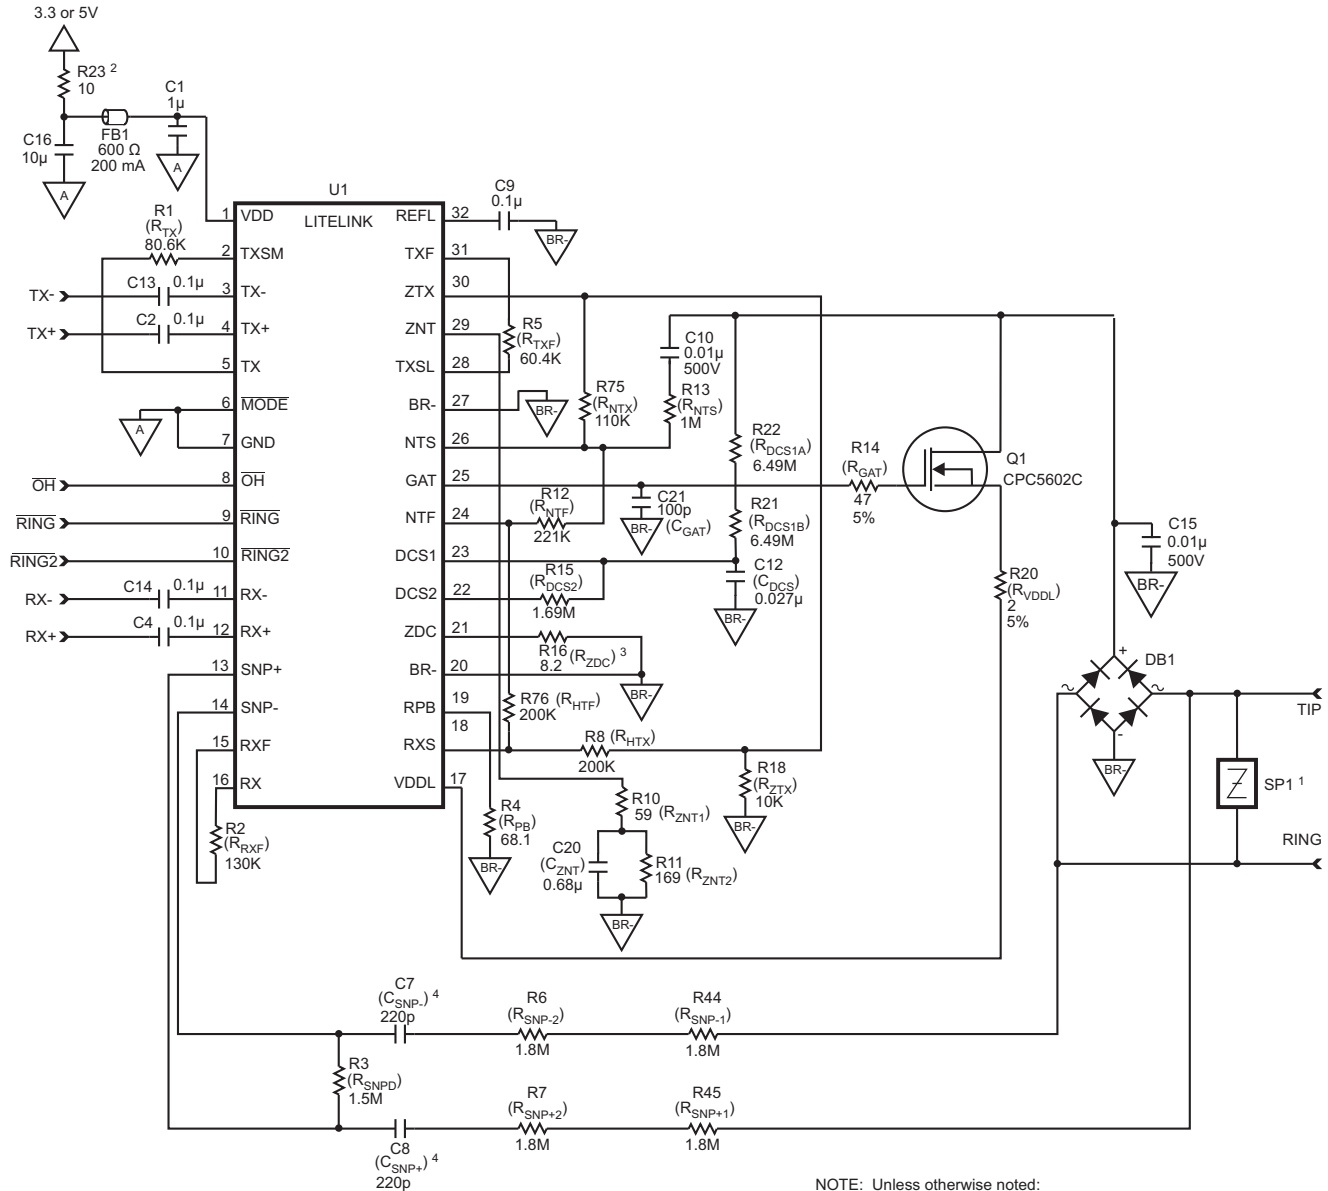 3.3 or 5V
R23 2
10
C1
1µ
C16
10µ
FB1
600 Ω
200 mA
A
A
U1
LITELINK
1 VDD
2 TXSM
3 TX-
4 TX+
5 TX
6 MODE
7 GND
8 OH
9 RING
10 RING2
11 RX-
12 RX+
13 SNP+
14 SNP-
15 RXF
16 RX
REFL 32
TXF 31
ZTX 30
ZNT 29
TXSL 28
BR- 27
NTS 26
GAT 25
NTF 24
DCS1 23
DCS2 22
ZDC 21
BR- 20
RPB 19
RXS 18
VDDL 17
R1
(RTX)
80.6K
TX-
C13 0.1µ
TX+
C2 0.1µ
A
OH
RING
RING2
RX-
C14 0.1µ
RX+
C4 0.1µ
R2
(RRXF)
130K
C9
0.1µ
BR-
R5
(RTXF)
60.4K
BR-
R75
(RNTX)
110K
C10
0.01µ
500V
R13
(RNTS)
1M
R22
(RDCS1A)
6.49M
R14
(RGAT)
47
5%
Q1
CPC5602C
R12
(RNTF)
221K
C21
100p
(CGAT)
BR-
R21
(RDCS1B)
6.49M
C15
0.01µ
500V
BR-
R15
(RDCS2)
1.69M
C12
(CDCS)
0.027µ
BR-
R20
(RVDDL)
2
5%
R16 (RZDC) 3
8.2
BR-
R76 (RHTF)
200K
R8 (RHTX)
200K
R18
(RZTX)
10K
BR-
R4
(RPB)
68.1
BR-
R10
59 (RZNT1)
C20
(CZNT)
0.68µ
R11
169 (RZNT2)
BR-
+
DB1
~
~
-
BR-
TIP
SP1 1
RING
C7
(CSNP-) 4
220p
R6
(RSNP-2)
1.8M
R44
(RSNP-1)
1.8M
R3
(RSNPD)
1.5M
C8
(CSNP+) 4
220p
R7
(RSNP+2)
1.8M
R45
(RSNP+1)
1.8M
NOTE: Unless otherwise noted: